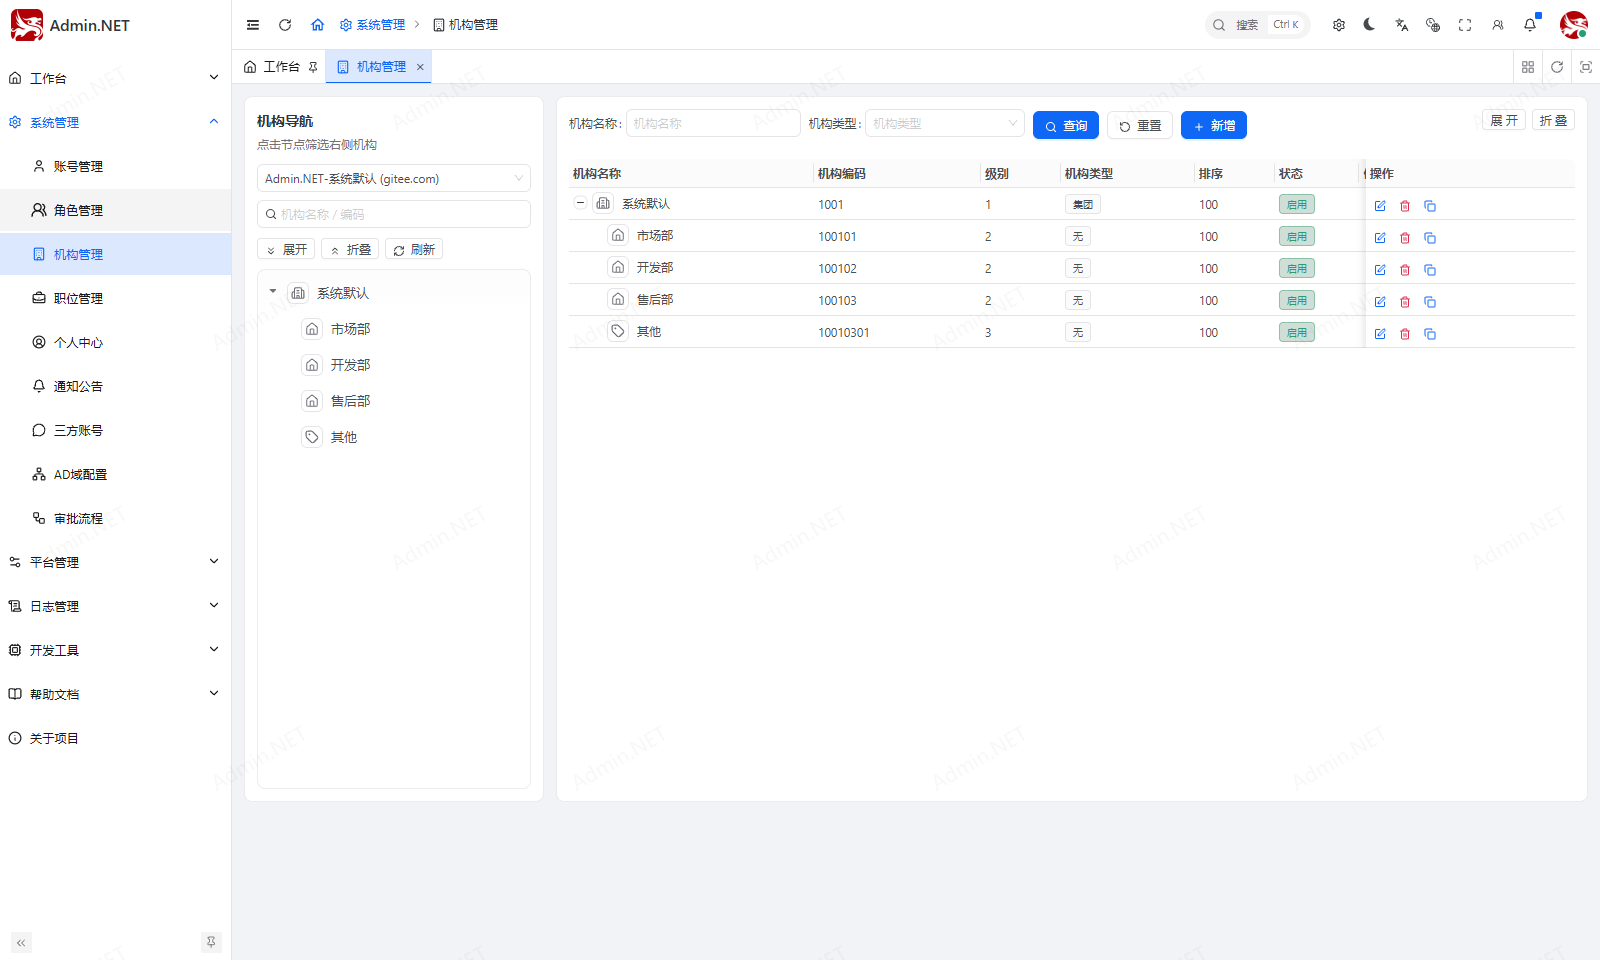 Admin.NET
系统管理
机构管理
搜索
Ctrl K
工作台
机构管理
工作台
系统管理
账号管理
角色管理
机构管理
职位管理
个人中心
通知公告
三方账号
AD域配置
审批流程
平台管理
日志管理
开发工具
帮助文档
关于项目
机构导航
点击节点筛选右侧机构
Admin.NET-系统默认 (gitee.com)
机构名称 / 编码
展开 折叠 刷新
系统默认
市场部
开发部
售后部
其他
机构名称: 机构名称 机构类型: 机构类型 查询 重置 新增 展开 折叠
机构名称 机构编码 级别 机构类型 排序 状态 操作
系统默认 1001 1 集团 100 启用
市场部 100101 2 无 100 启用
开发部 100102 2 无 100 启用
售后部 100103 2 无 100 启用
其他 10010301 3 无 100 启用